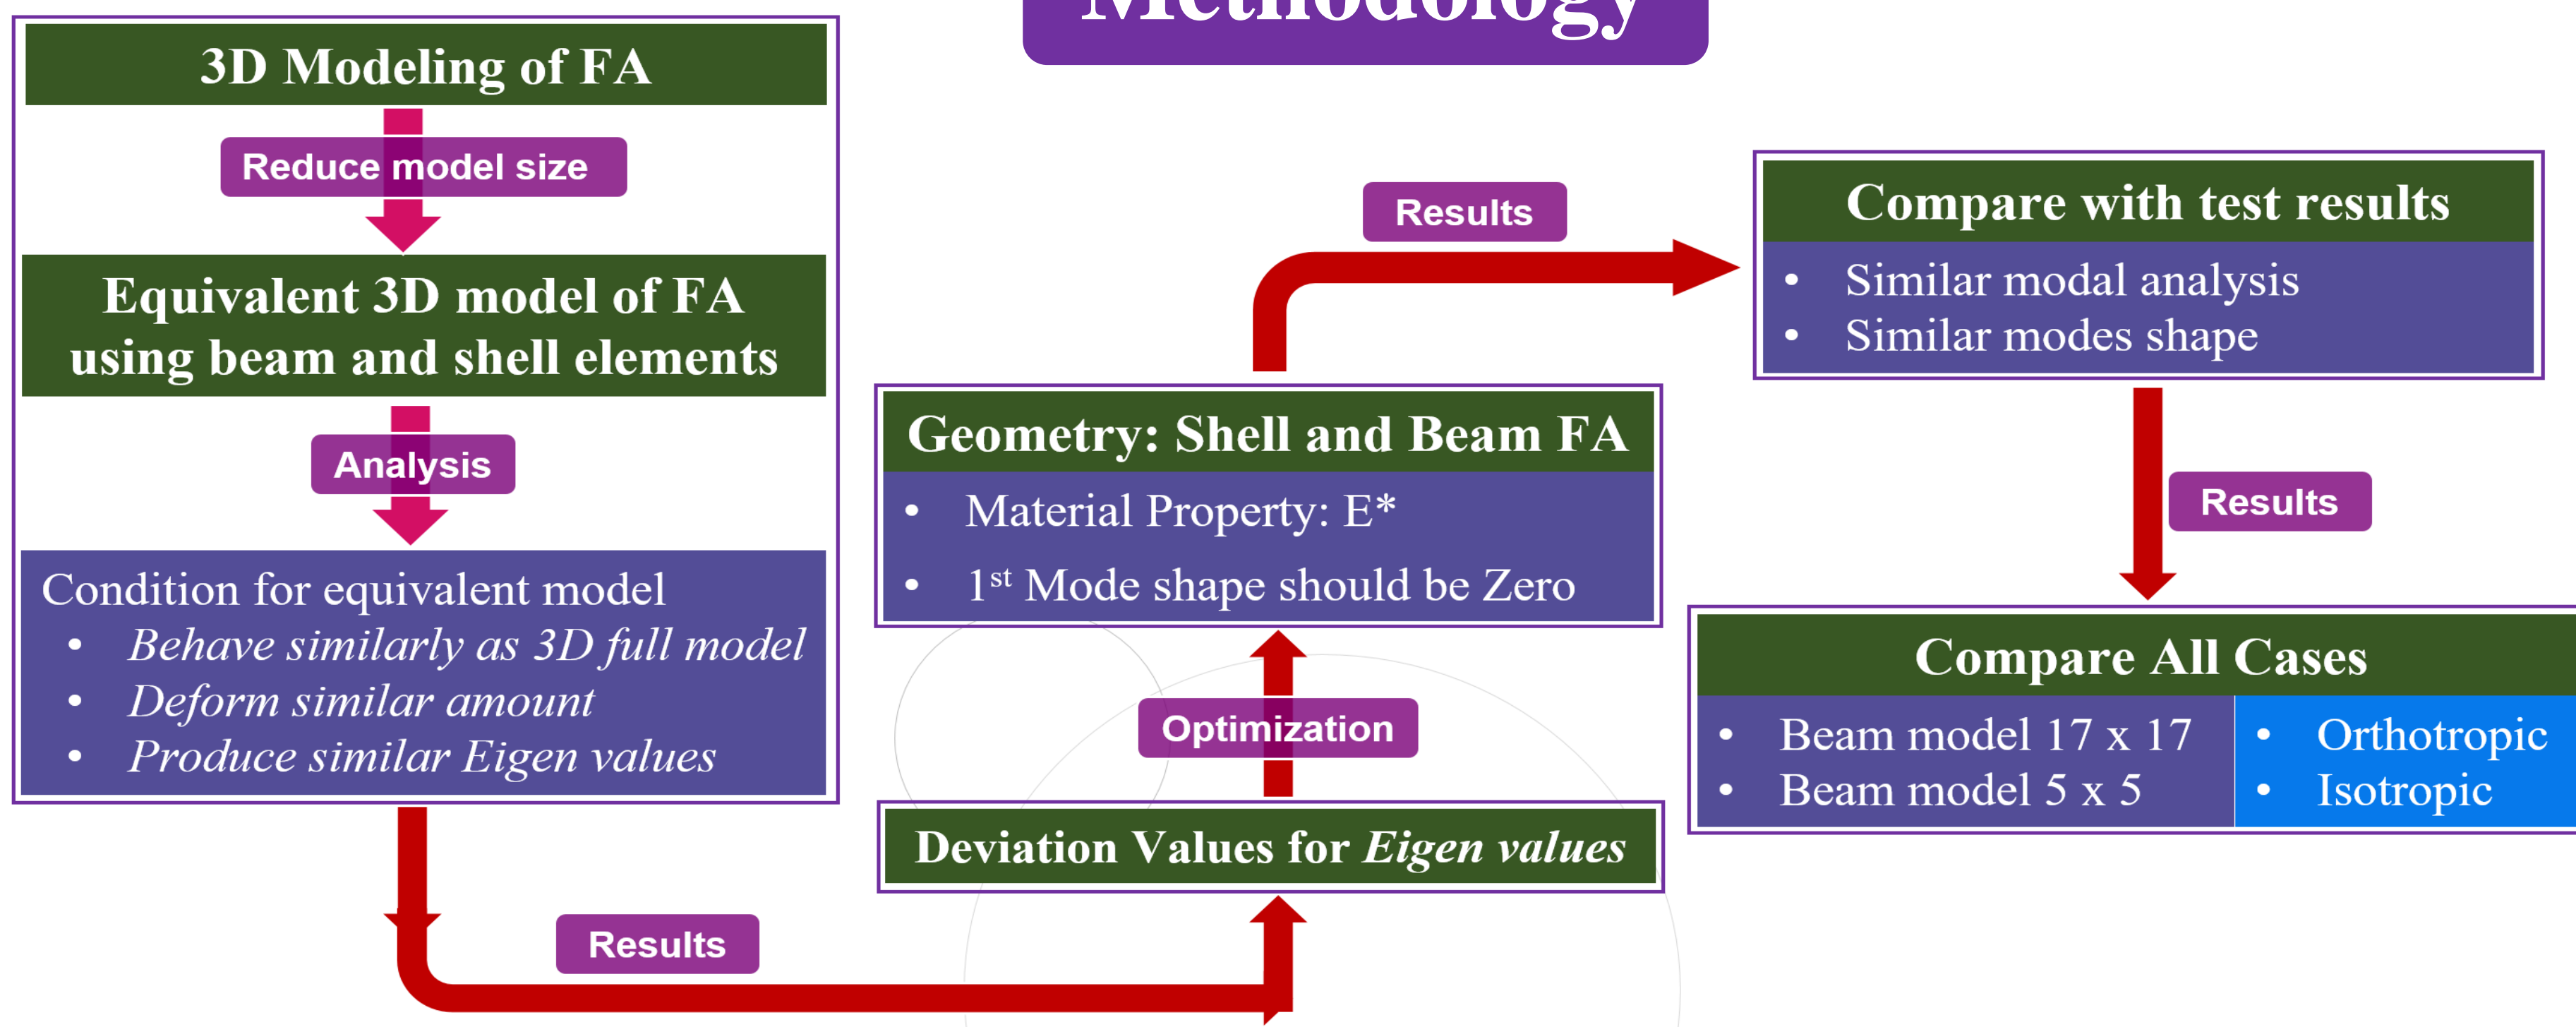 Methodology
3D Modeling of FA
Reduce model size
Equivalent 3D model of FA
using beam and shell elements
Analysis
Condition for equivalent model
• Behave similarly as 3D full model
• Deform similar amount
• Produce similar Eigen values
Results
Deviation Values for Eigen values
Optimization
Geometry: Shell and Beam FA
• Material Property: E*
• 1st Mode shape should be Zero
Results
Compare with test results
• Similar modal analysis
• Similar modes shape
Results
Compare All Cases
• Beam model 17 x 17
• Beam model 5 x 5
• Orthotropic
• Isotropic